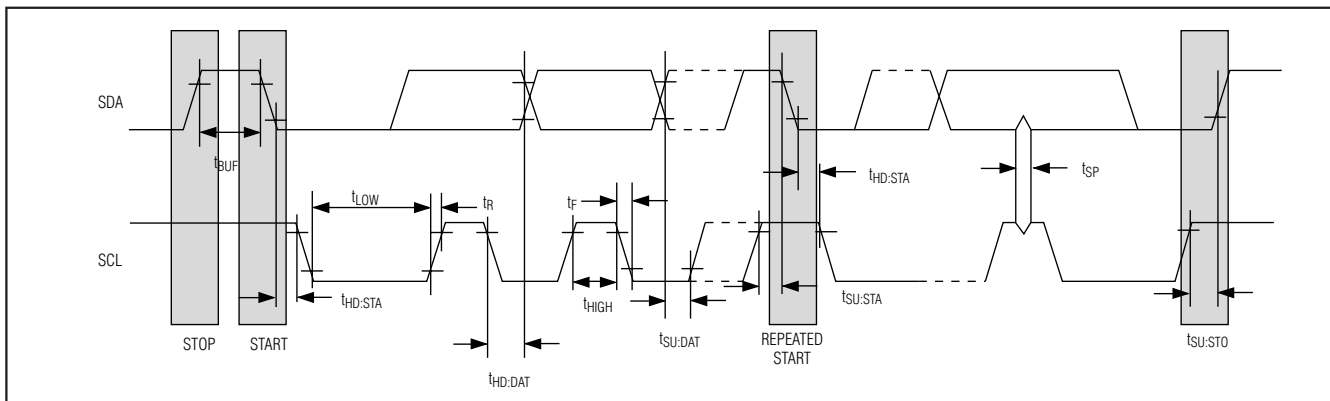 SDA
tBUF
tHD:STA
tSP
tLOW
tR
tF
SCL
tHD:STA
tHIGH
tSU:STA
tSU:DAT
STOP
START
REPEATED
START
tSU:STO
tHD:DAT